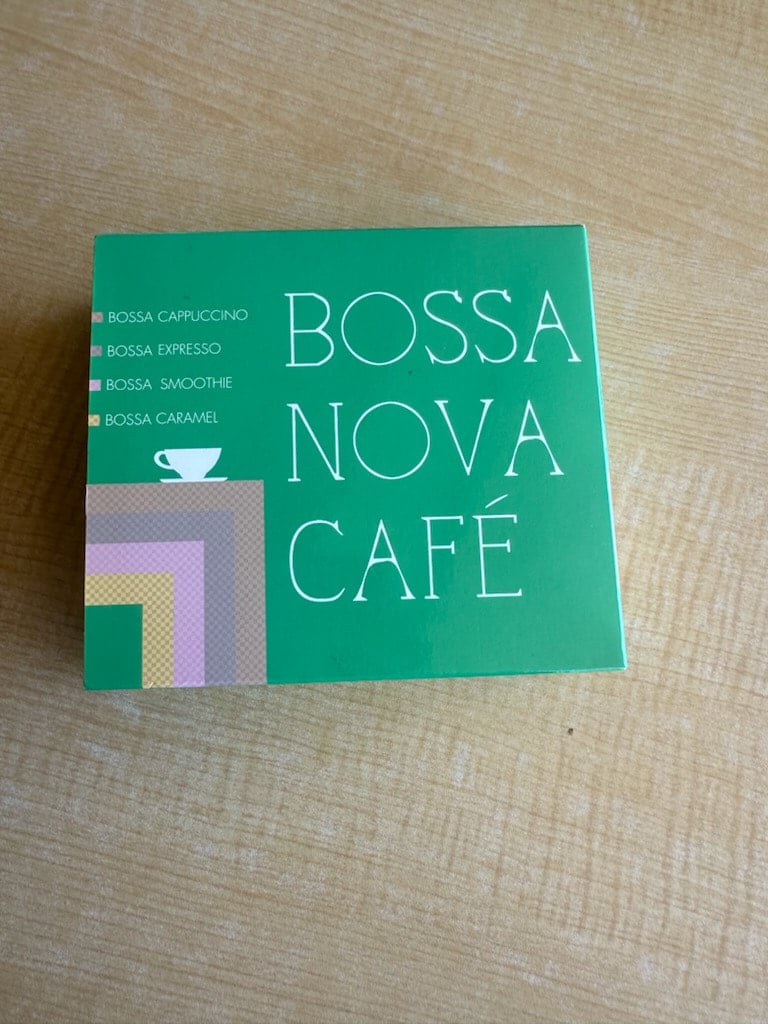 BOSSA CAPPUCCINO
BOSSA EXPRESSO
BOSSA SMOOTHIE
BOSSA CARAMEL
BOSSA
NOVA
CAFÉ